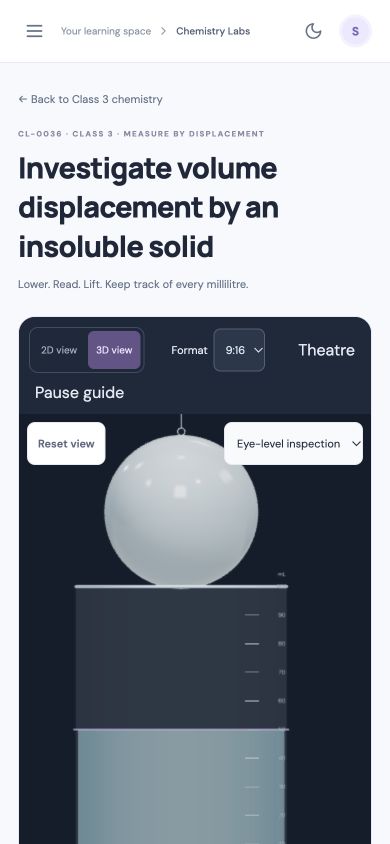 Your learning space > Chemistry Labs
S
← Back to Class 3 chemistry
CL-0036 · CLASS 3 · MEASURE BY DISPLACEMENT
Investigate volume
displacement by an
insoluble solid
Lower. Read. Lift. Keep track of every millilitre.
2D view
3D view
Format
9:16
Theatre
Pause guide
Reset view
Eye-level inspection
mL
90
80
70
60